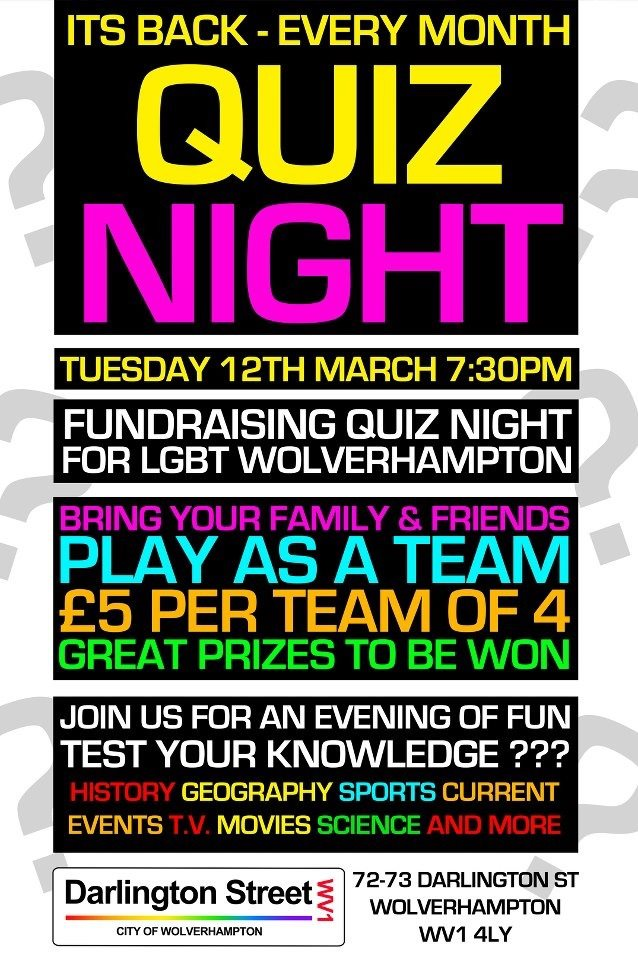 ITS BACK - EVERY MONTH
QUIZ
NIGHT
TUESDAY 12TH MARCH 7:30PM
FUNDRAISING QUIZ NIGHT
FOR LGBT WOLVERHAMPTON
BRING YOUR FAMILY & FRIENDS
PLAY AS A TEAM
£5 PER TEAM OF 4
GREAT PRIZES TO BE WON
JOIN US FOR AN EVENING OF FUN
TEST YOUR KNOWLEDGE ???
HISTORY GEOGRAPHY SPORTS CURRENT
EVENTS T.V. MOVIES SCIENCE AND MORE
Darlington Street WV1
CITY OF WOLVERHAMPTON
72-73 DARLINGTON ST
WOLVERHAMPTON
WV1 4LY